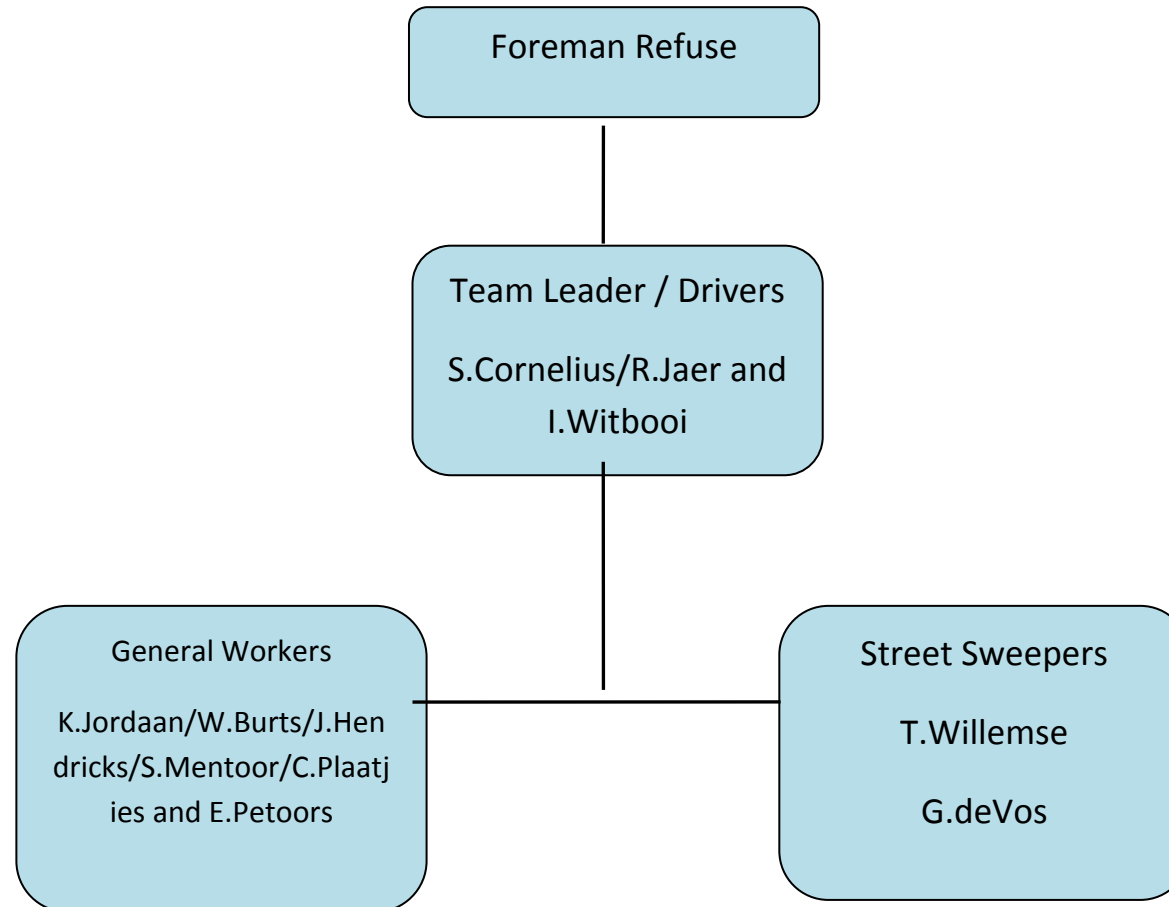 Foreman Refuse
Team Leader / Drivers
S.Cornelius/R.Jaer and
I.Witbooi
General Workers
K.Jordaan/W.Burts/J.Hen
dricks/S.Mentoor/C.Plaatj
ies and E.Petoors
Street Sweepers
T.Willemse
G.deVos